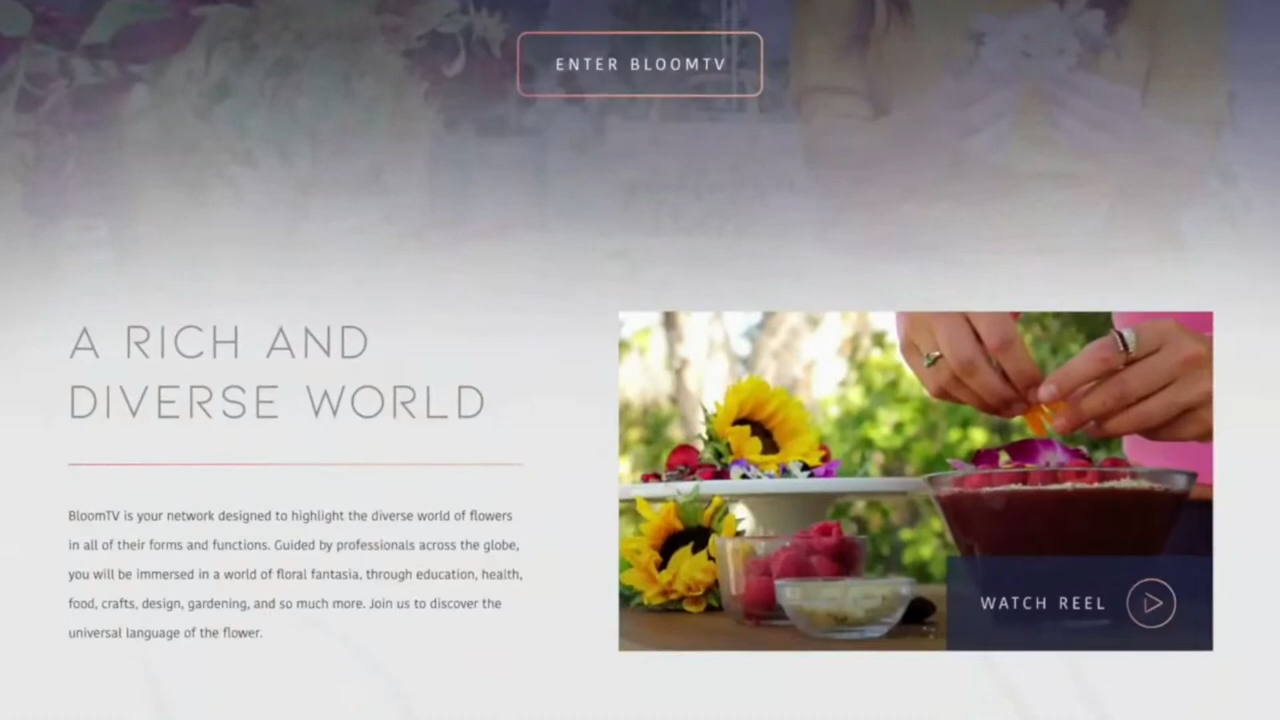 ENTER BLOOMTV
A RICH AND
DIVERSE WORLD
BloomTV is your network designed to highlight the diverse world of flowers
in all of their forms and functions. Guided by professionals across the globe,
you will be immersed in a world of floral fantasia, through education, health,
food, crafts, design, gardening, and so much more. Join us to discover the
universal language of the flower.
WATCH REEL